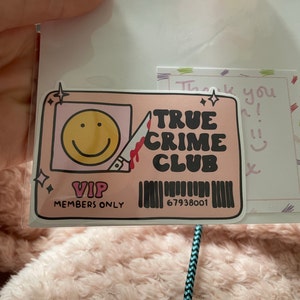 Thank you
TRUE
CRIME
CLUB
VIP
MEMBERS ONLY
67938001
x